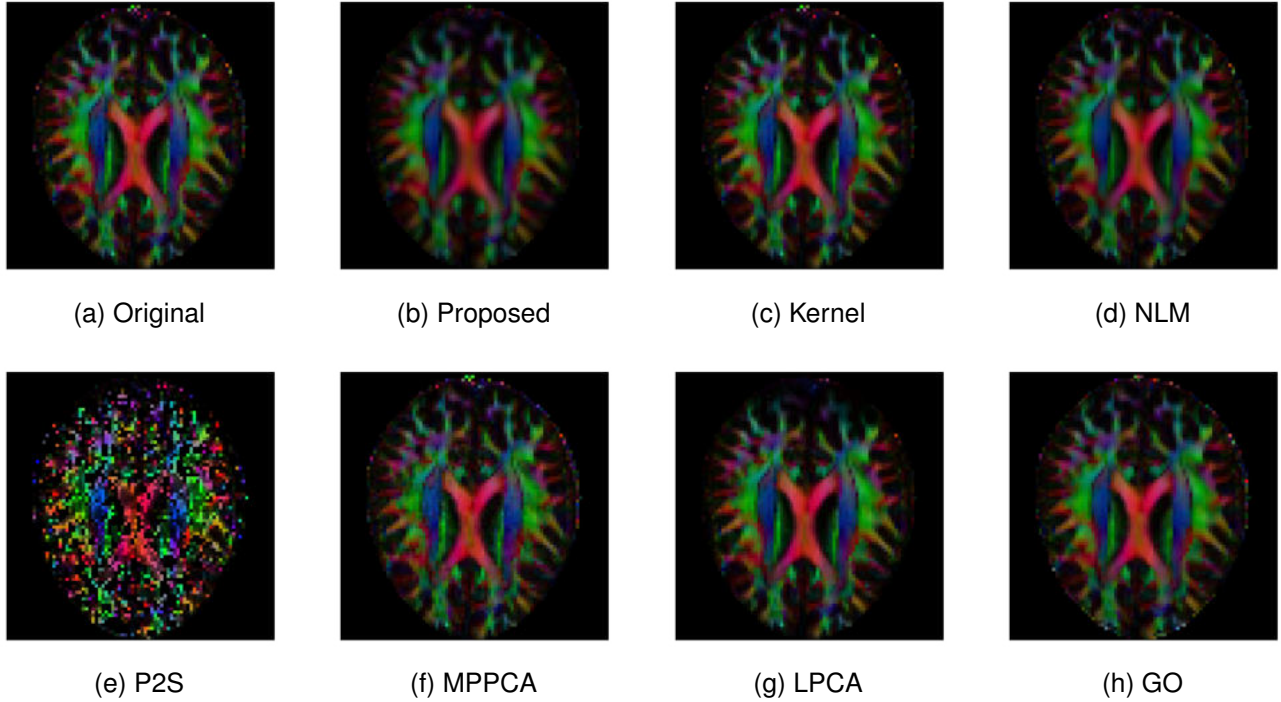 (a) Original
(b) Proposed
(c) Kernel
(d) NLM
(e) P2S
(f) MPPCA
(g) LPCA
(h) GO